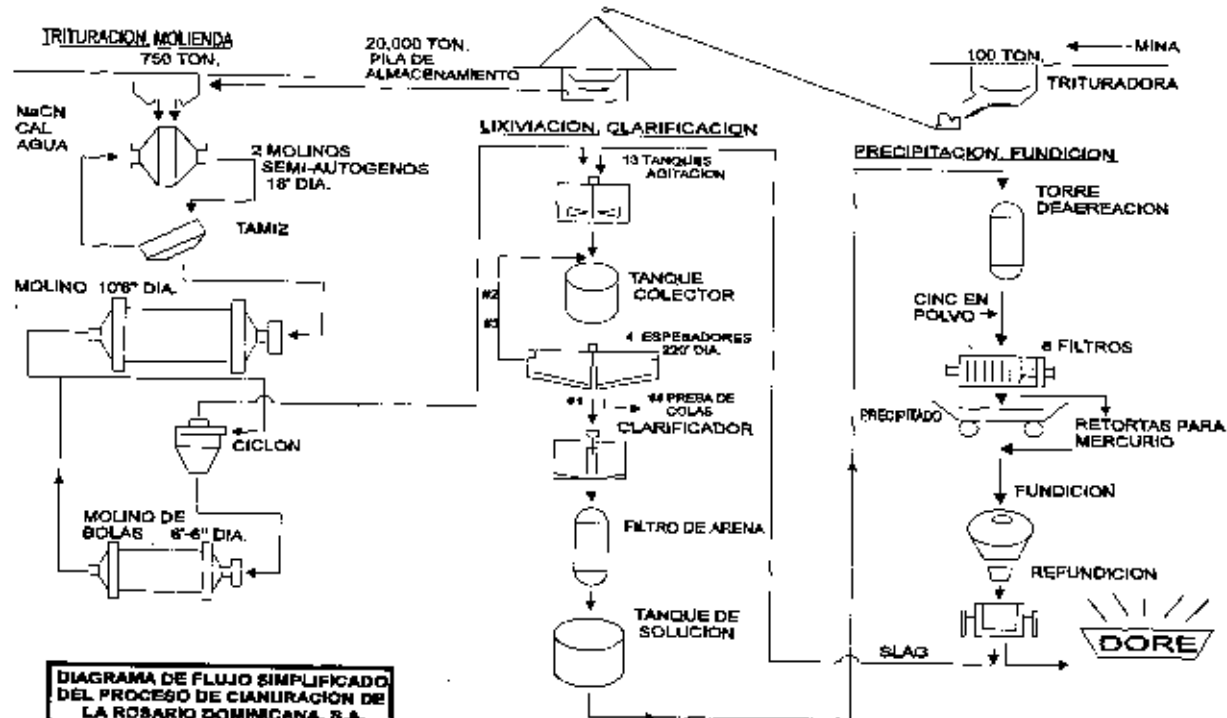 TRITURACION, MOLIENDA
750 TON.
NaCN
CAL
AGUA
2 MOLINOS
SEMI-AUTOGENOS
18' DIA.
TAMIZ
MOLINO 10'6" DIA.
CICLON
MOLINO DE
BOLAS 6'-6" DIA.
DIAGRAMA DE FLUJO SIMPLIFICADO
DEL PROCESO DE CIANURACION DE
LA ROSARIO DOMINICANA, S.A.
20,000 TON.
PILA DE
ALMACENAMIENTO
LIXIVIACION, CLARIFICACION
13 TANQUES
AGITACION
TANQUE
COLECTOR
#2
#3
4 ESPESADORES
220' DIA.
#1
#4 PRESA DE
COLAS
CLARIFICADOR
FILTRO DE ARENA
TANQUE DE
SOLUCION
MINA
100 TON.
TRITURADORA
PRECIPITACION, FUNDICION
TORRE
DEAEREACION
CINC EN
POLVO
6 FILTROS
PRECIPITADO
RETORTAS PARA
MERCURIO
FUNDICION
REFUNDICION
SLAG
DORE